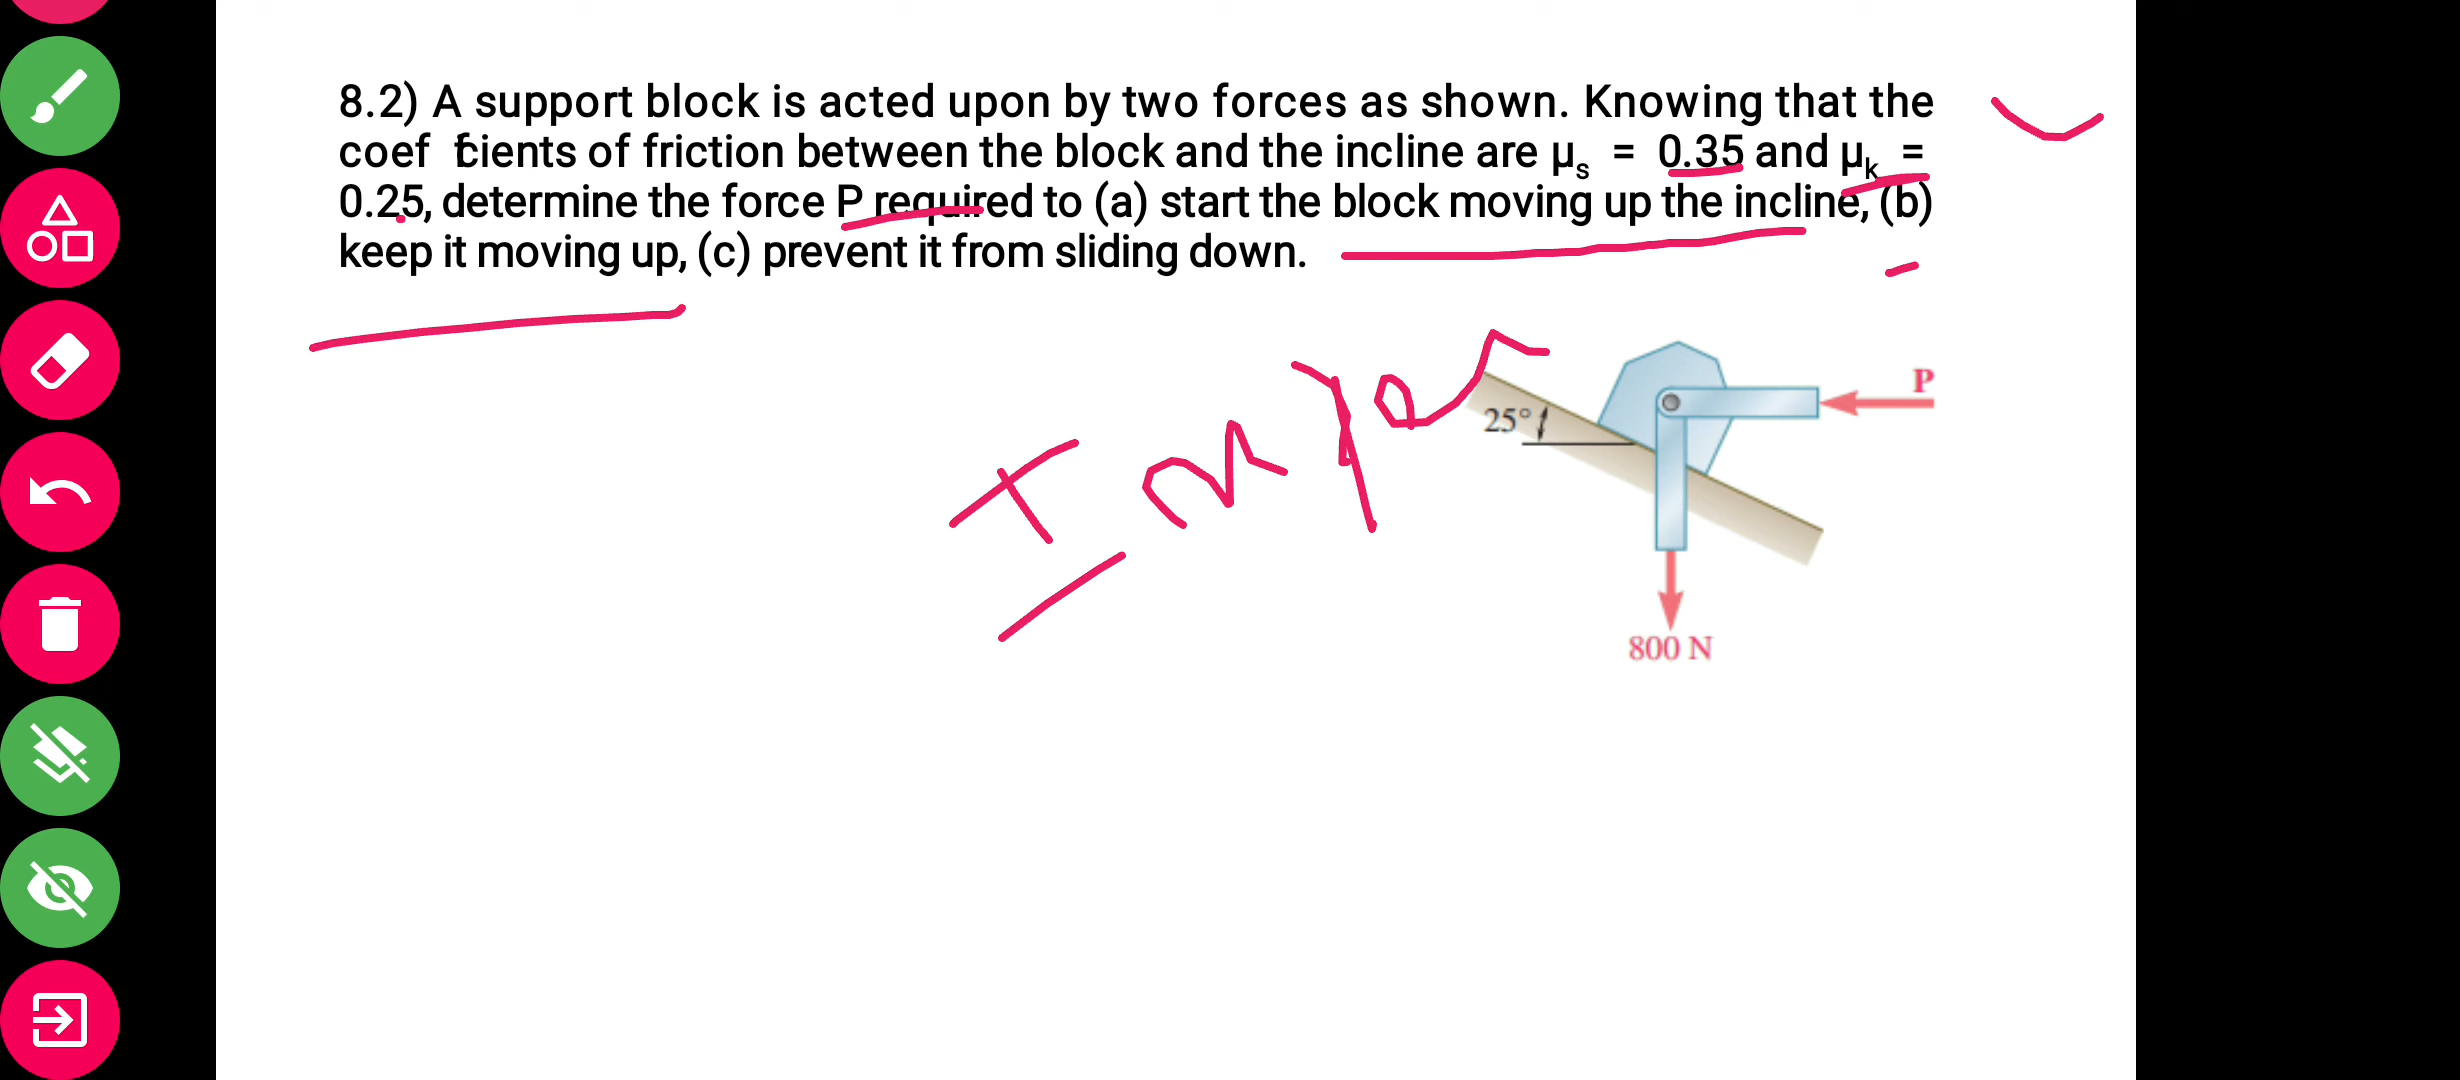 8.2) A support block is acted upon by two forces as shown. Knowing that the
coef ficients of friction between the block and the incline are μs = 0.35 and μk =
0.25, determine the force P required to (a) start the block moving up the incline, (b)
keep it moving up, (c) prevent it from sliding down.
P
25°
800 N